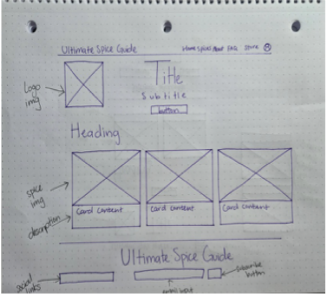 Ultimate Spice Guide Home Spices About FAQ Store
Title
Subtitle
button
Logo
img
Heading
spice
img
Card Content Card Content Card Content
description
Ultimate Spice Guide
social
links
email input
subscribe
button